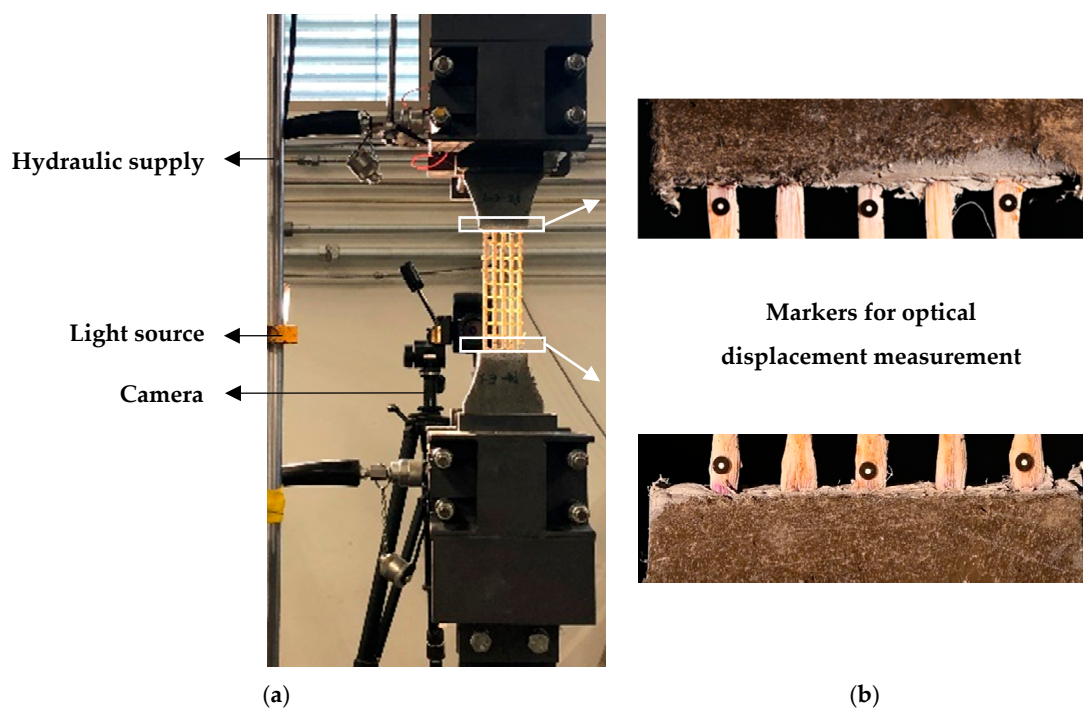 Hydraulic supply
Light source
Camera
Markers for optical
displacement measurement
(a)
(b)